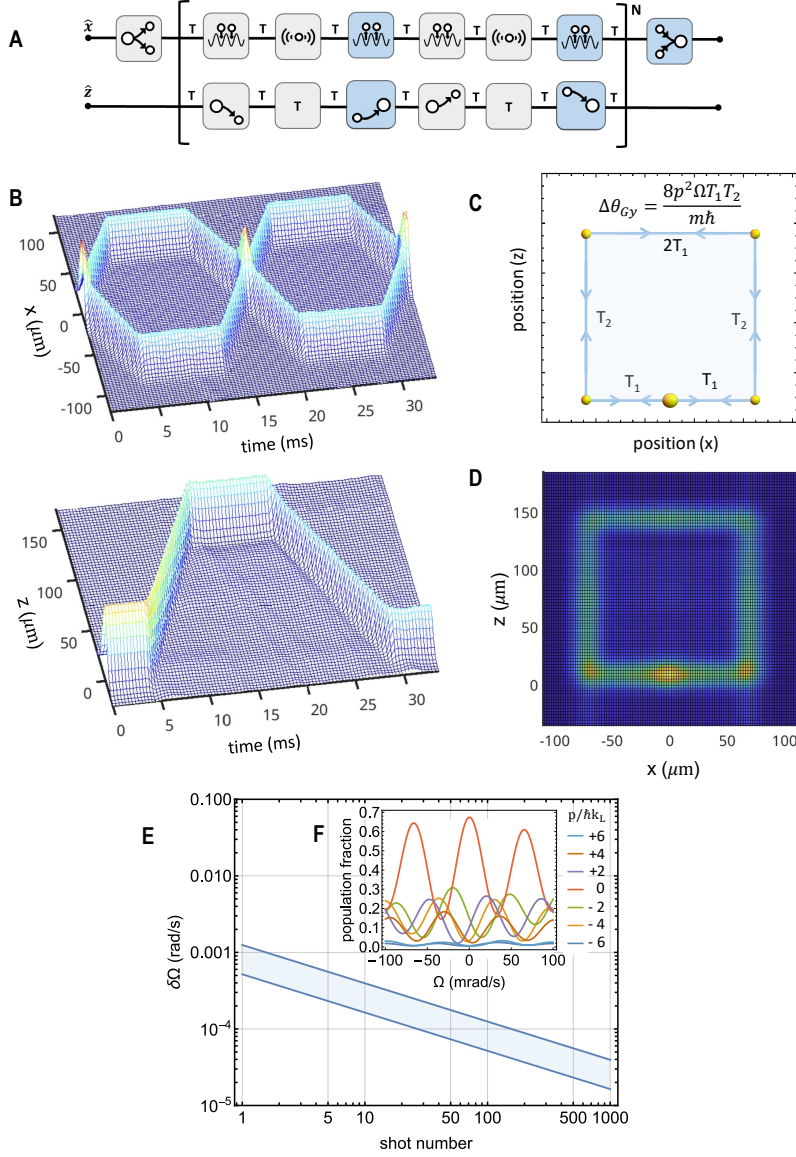 A
x̂
T T T T T T T
N
ẑ
T T T T T T T
T T
B
100
50
0
-50
-100
x (μm)
0 5 10 15 20 25 30
time (ms)
150
100
50
0
z (μm)
0 5 10 15 20 25 30
time (ms)
C
Δθ_Gy = 8p²ΩT₁T₂ / mħ
2T₁
T₂ T₂
T₁ T₁
position (z)
position (x)
D
150
100
50
0
z (μm)
-100 -50 0 50 100
x (μm)
E
0.100
0.010
0.001
10⁻⁴
10⁻⁵
δΩ (rad/s)
1 5 10 50 100 500 1000
shot number
F
0.7
0.6
0.5
0.4
0.3
0.2
0.1
0.0
population fraction
-100 -50 0 50 100
Ω (mrad/s)
p/ħk_L
+6
+4
+2
0
- 2
- 4
- 6